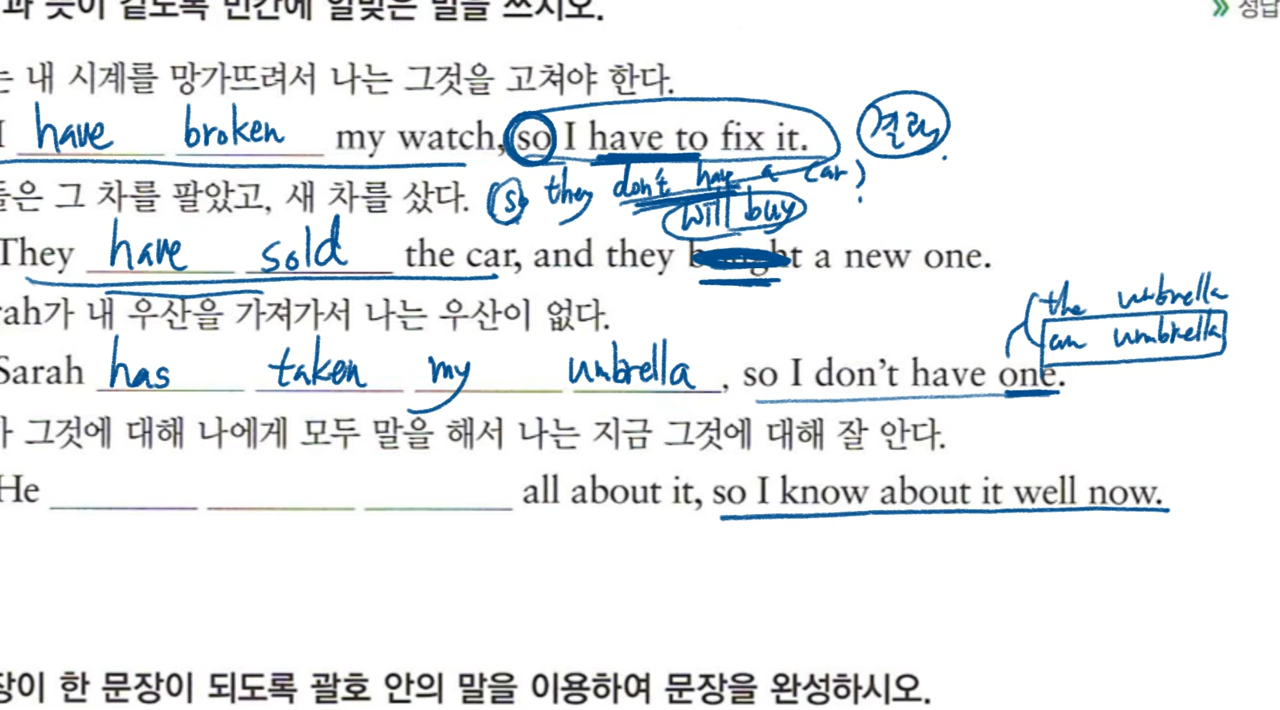 과 뜻이 같도록 빈칸에 알맞은 말을 쓰시오.
» 정답
는 내 시계를 망가뜨려서 나는 그것을 고쳐야 한다.
I have broken my watch, so I have to fix it. 결과
들은 그 차를 팔았고, 새 차를 샀다. so they don't have a car
will buy
They have sold the car, and they bought a new one.
rah가 내 우산을 가져가서 나는 우산이 없다.
the umbrella
an umbrella
Sarah has taken my umbrella, so I don't have one.
가 그것에 대해 나에게 모두 말을 해서 나는 지금 그것에 대해 잘 안다.
He all about it, so I know about it well now.
장이 한 문장이 되도록 괄호 안의 말을 이용하여 문장을 완성하시오.